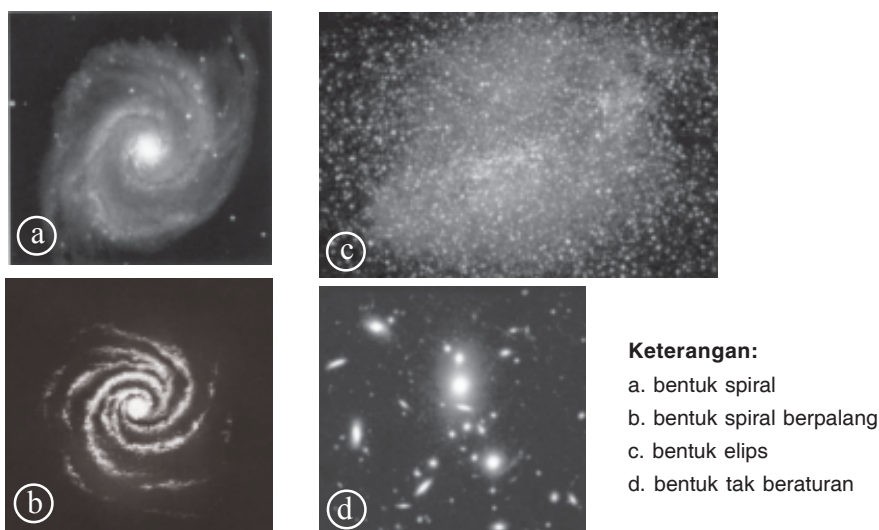 a
c
b
d
Keterangan:
a. bentuk spiral
b. bentuk spiral berpalang
c. bentuk elips
d. bentuk tak beraturan